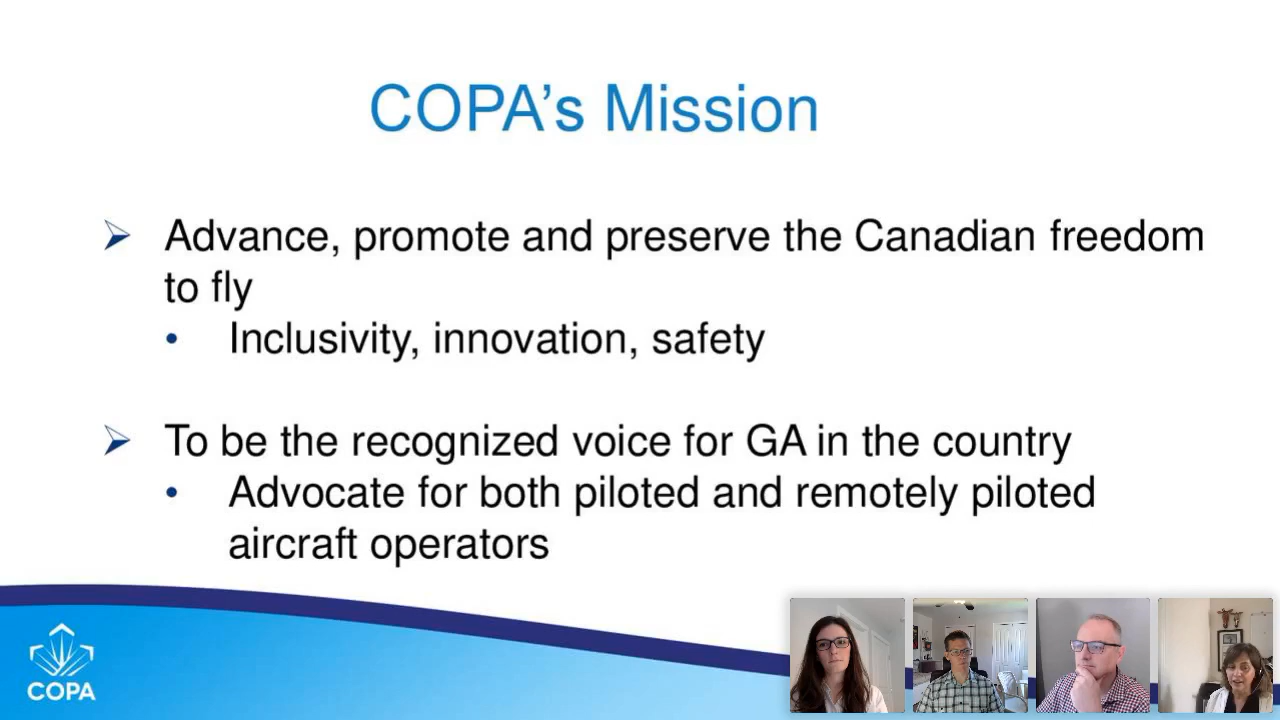 COPA’s Mission
Advance, promote and preserve the Canadian freedom
to fly
Inclusivity, innovation, safety
To be the recognized voice for GA in the country
Advocate for both piloted and remotely piloted
aircraft operators
COPA